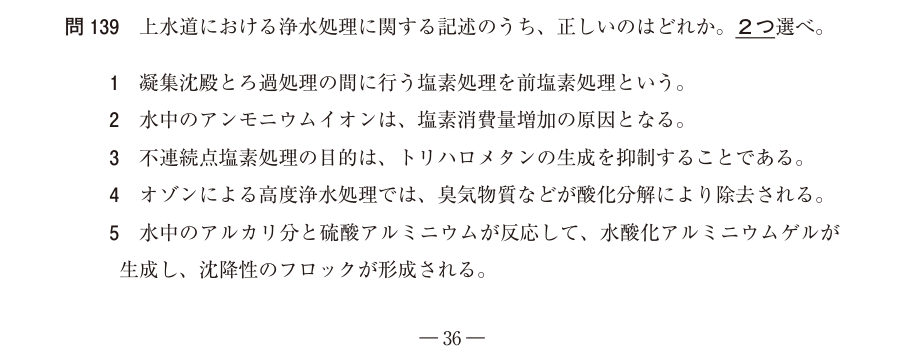 問 139 上水道における浄水処理に関する記述のうち、正しいのはどれか。２つ選べ。
1 凝集沈殿とろ過処理の間に行う塩素処理を前塩素処理という。
2 水中のアンモニウムイオンは、塩素消費量増加の原因となる。
3 不連続点塩素処理の目的は、トリハロメタンの生成を抑制することである。
4 オゾンによる高度浄水処理では、臭気物質などが酸化分解により除去される。
5 水中のアルカリ分と硫酸アルミニウムが反応して、水酸化アルミニウムゲルが
生成し、沈降性のフロックが形成される。
― 36 ―